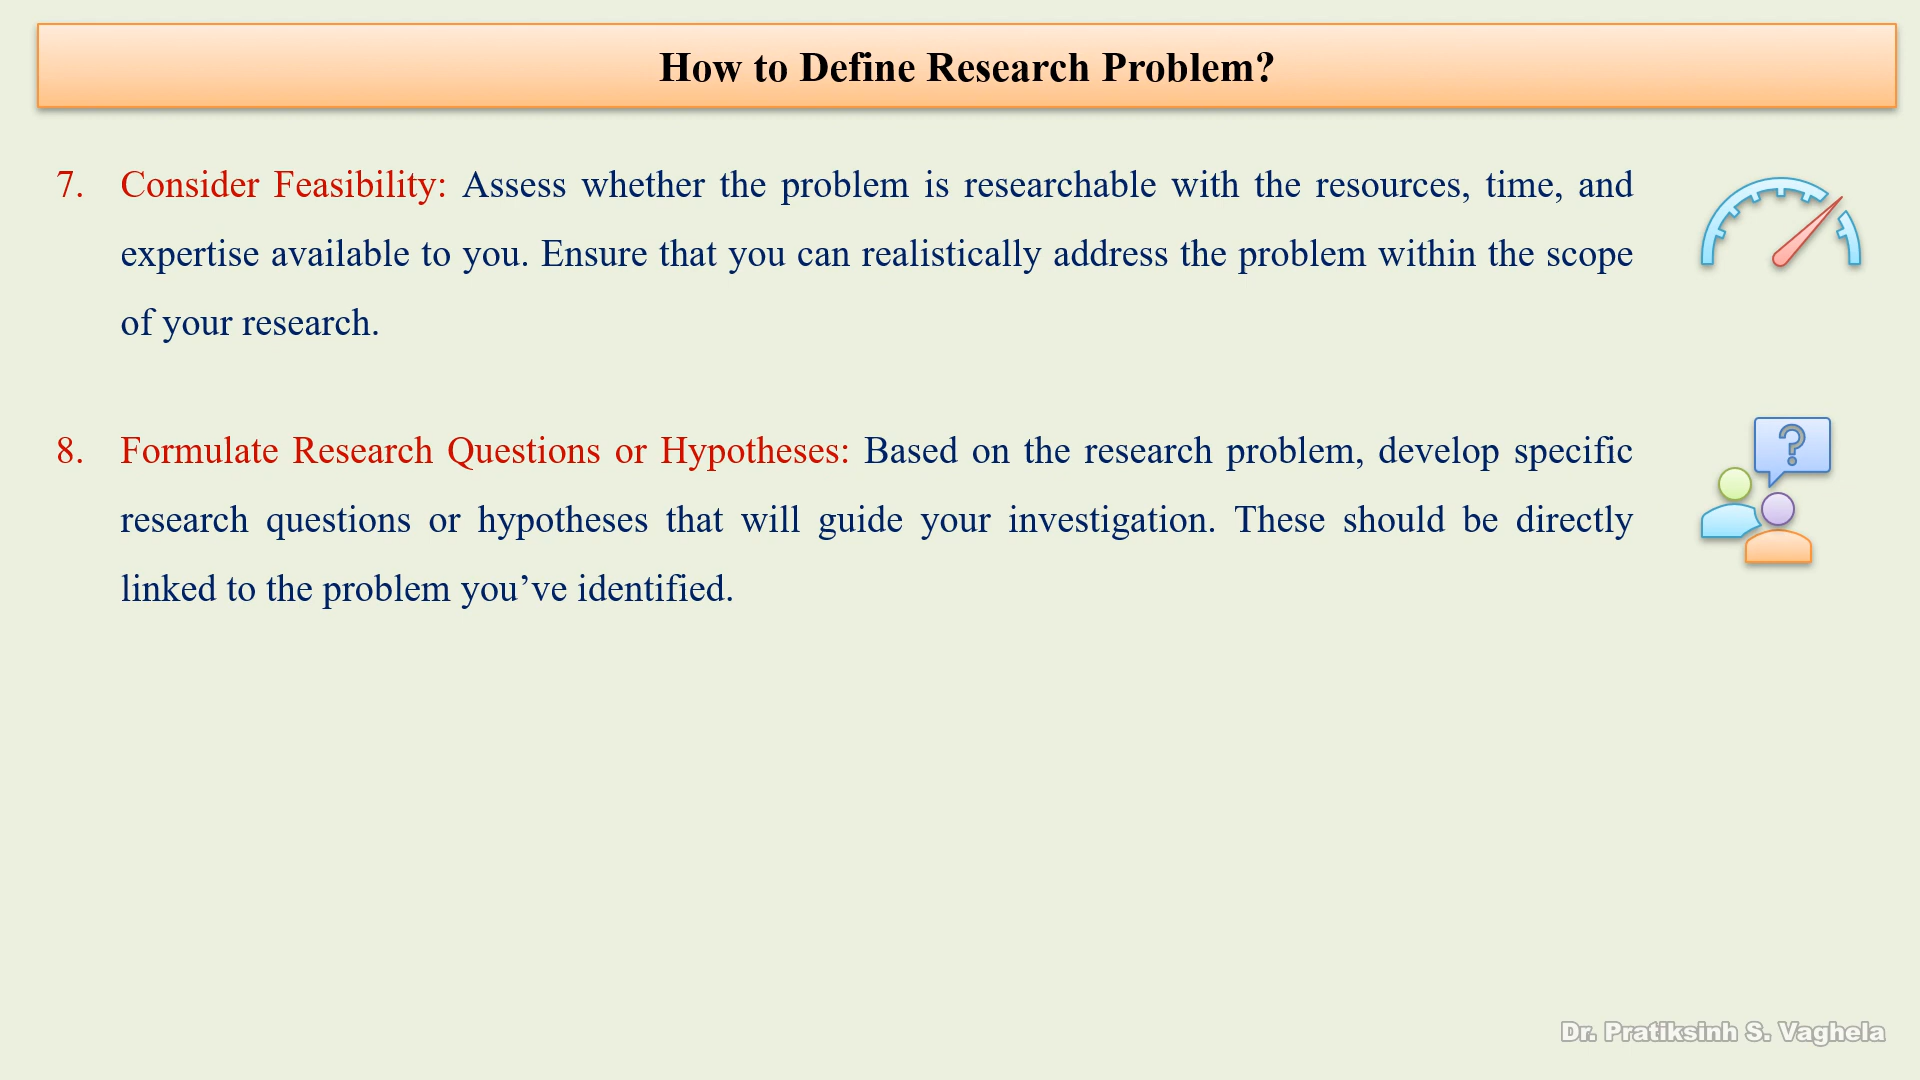 How to Define Research Problem?
7. Consider Feasibility: Assess whether the problem is researchable with the resources, time, and
expertise available to you. Ensure that you can realistically address the problem within the scope
of your research.
?
8. Formulate Research Questions or Hypotheses: Based on the research problem, develop specific
research questions or hypotheses that will guide your investigation. These should be directly
linked to the problem you’ve identified.
Dr. Pratiksinh S. Vaghela